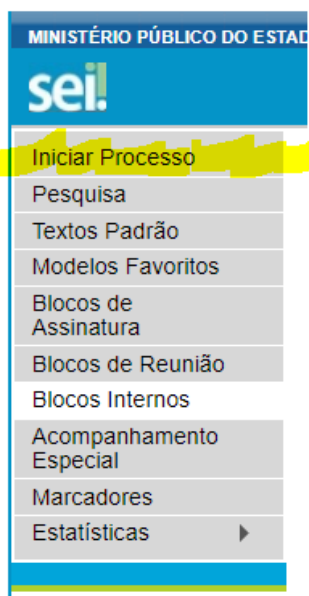 MINISTÉRIO PÚBLICO DO ESTAD
sei!
Iniciar Processo
Pesquisa
Textos Padrão
Modelos Favoritos
Blocos de
Assinatura
Blocos de Reunião
Blocos Internos
Acompanhamento
Especial
Marcadores
Estatísticas